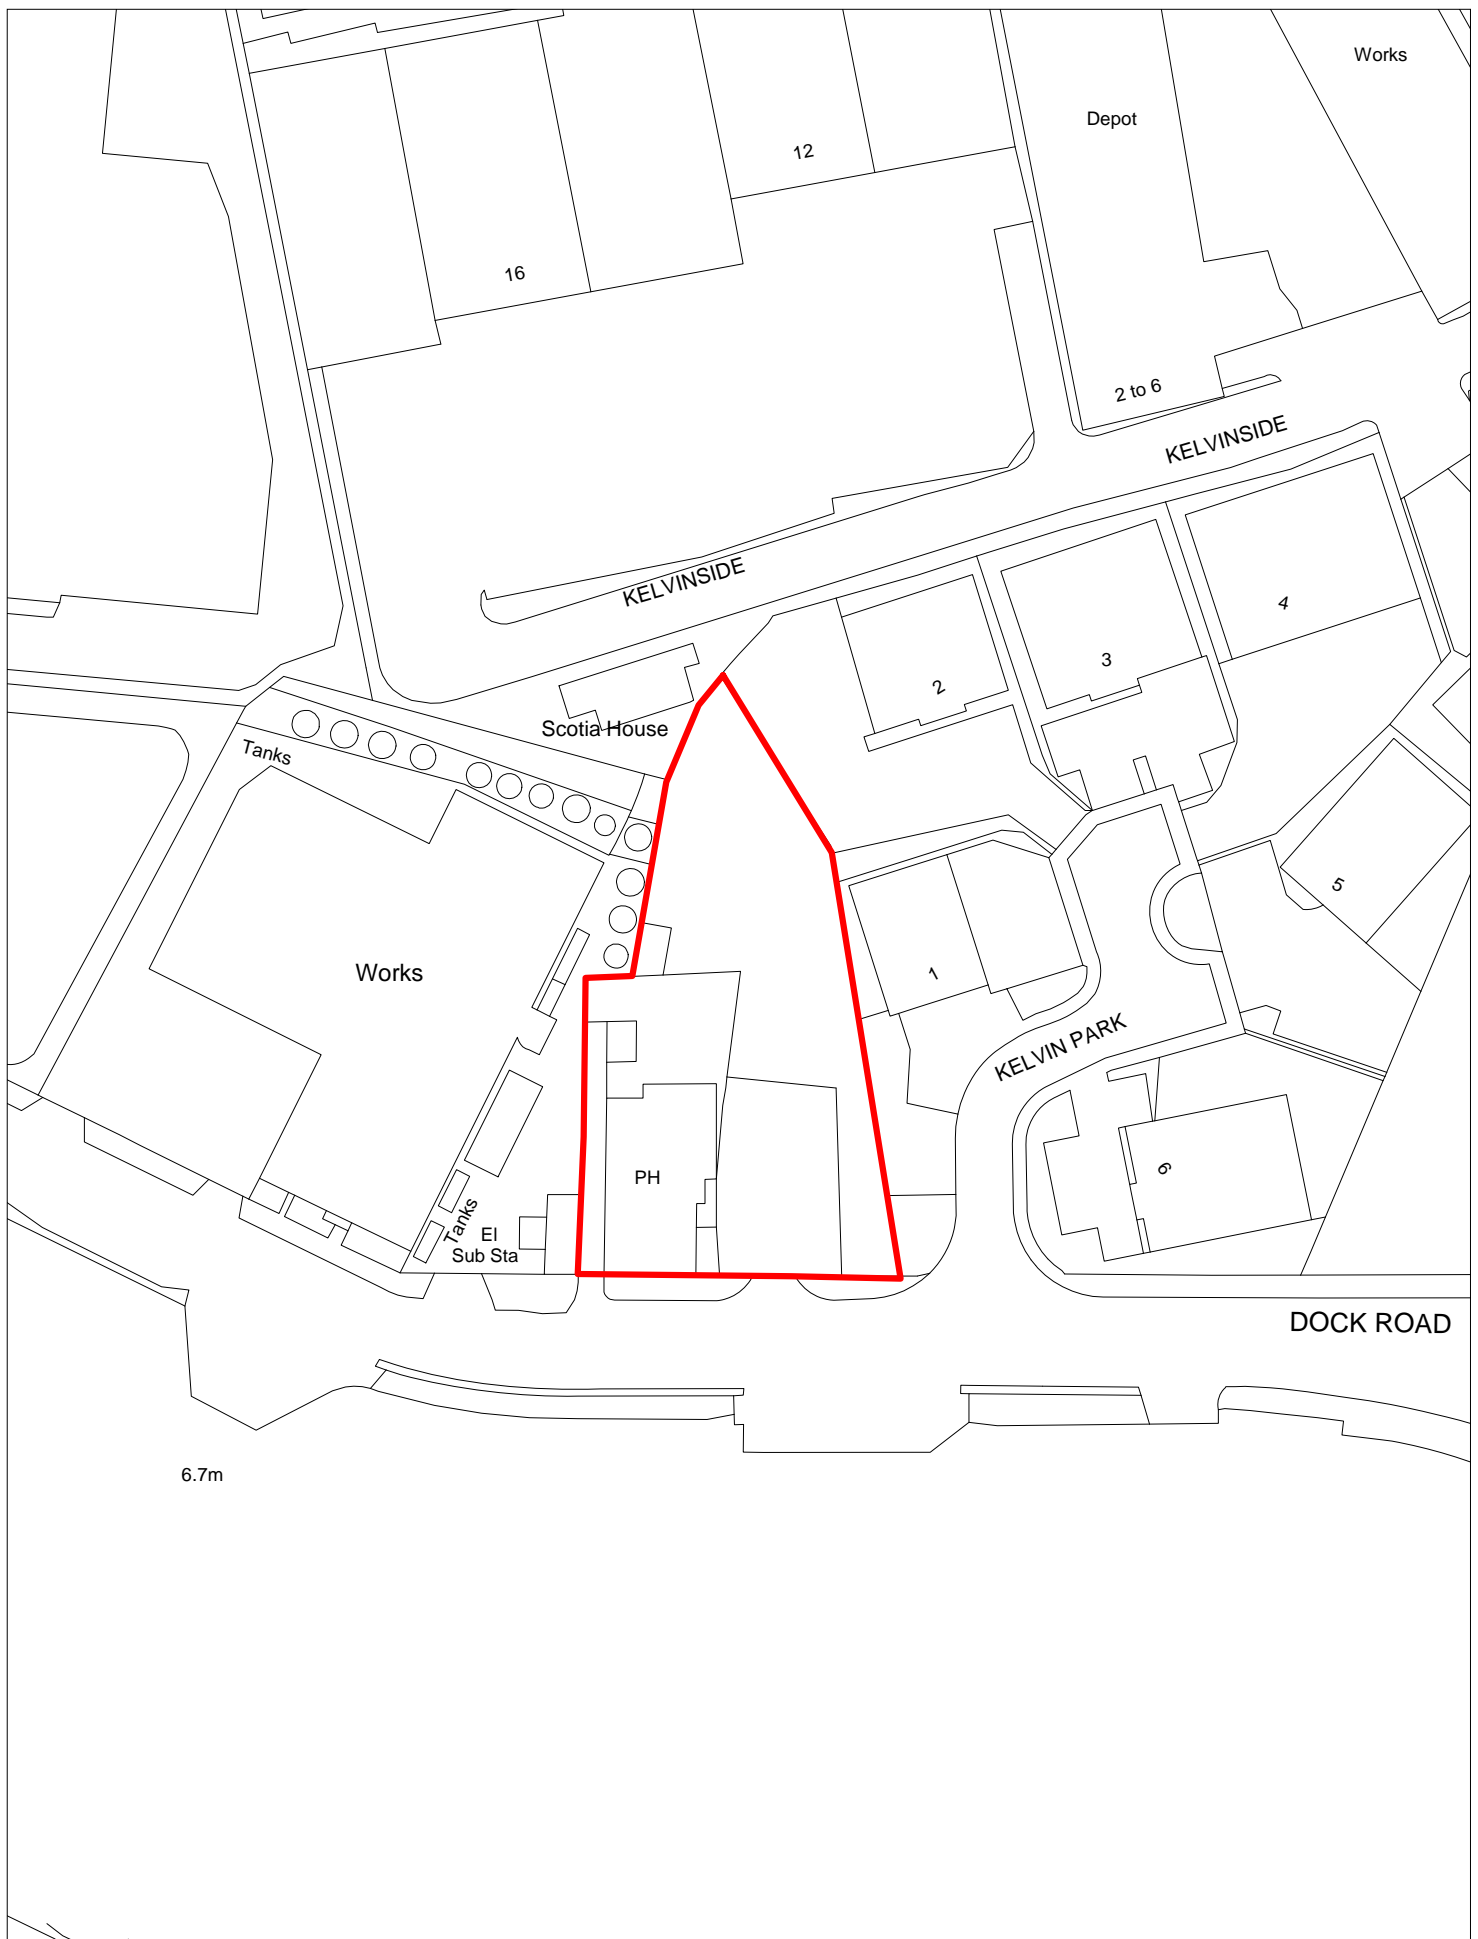 Works
Depot
12
16
2 to 6
KELVINSIDE
KELVINSIDE
4
3
2
Scotia House
Tanks
5
Works
1
KELVIN PARK
PH
6
Tanks
El
Sub Sta
DOCK ROAD
6.7m